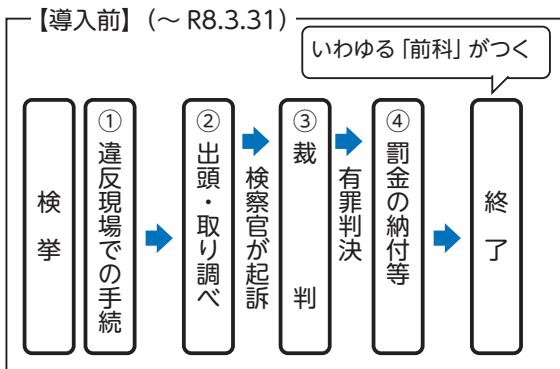 【導入前】(~ R8.3.31)
いわゆる「前科」がつく
検挙
①違反現場での手続
②出頭・取り調べ
検察官が起訴
③裁判
有罪判決
④罰金の納付等
終了